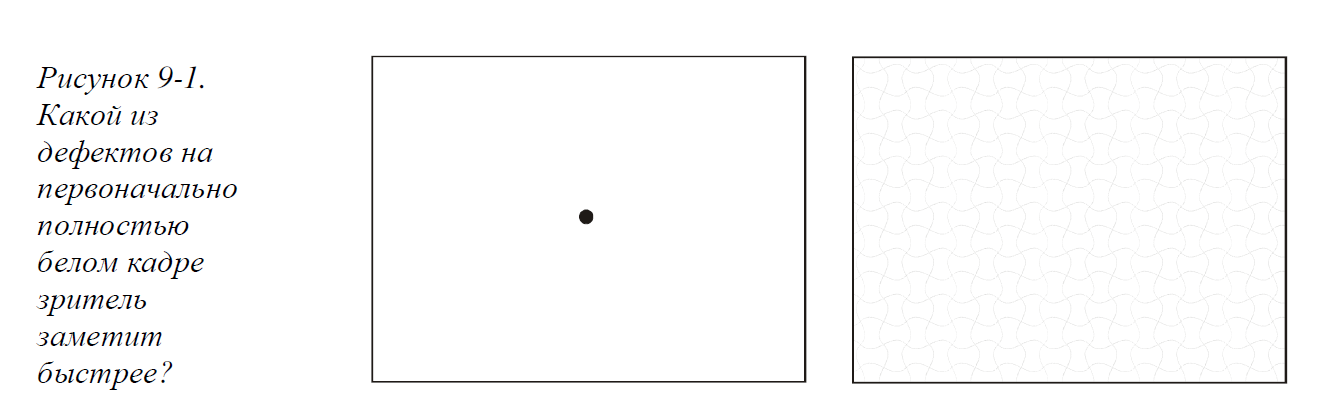 Рисунок 9-1.
Какой из
дефектов на
первоначально
полностью
белом кадре
зритель
заметит
быстрее?